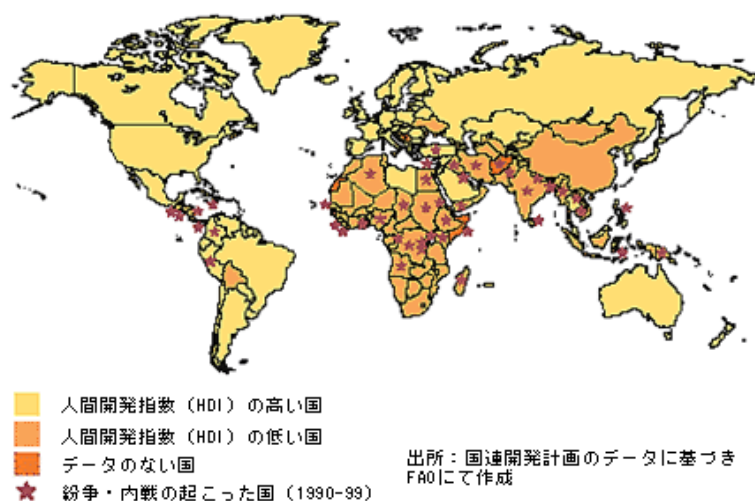 人間開発指数（HDI）の高い国
人間開発指数（HDI）の低い国
データのない国
紛争・内戦の起こった国（1990-99）
出所：国連開発計画のデータに基づき
FAOにて作成